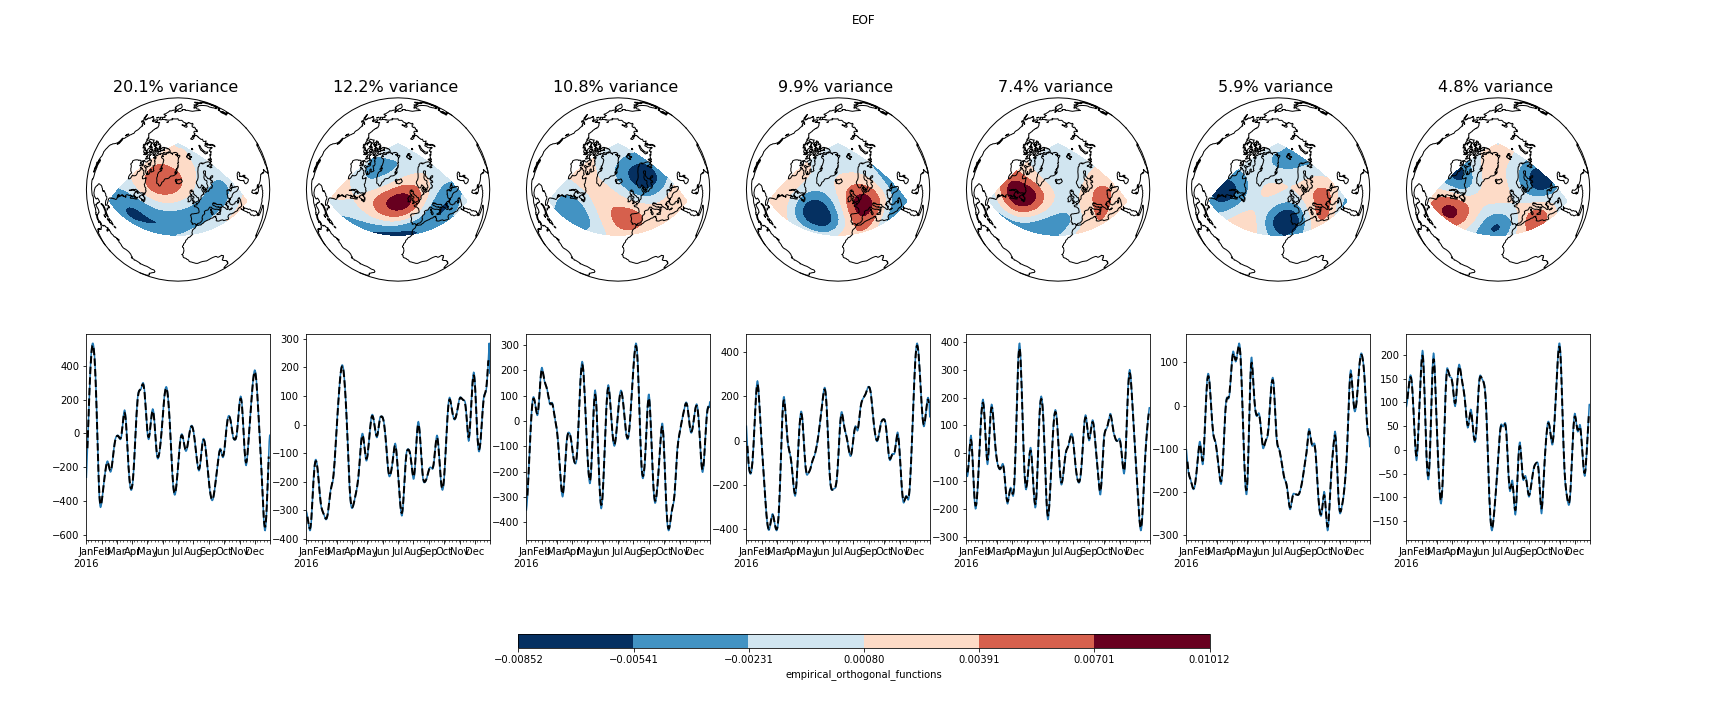 EOF
20.1% variance 12.2% variance 10.8% variance 9.9% variance 7.4% variance 5.9% variance 4.8% variance
400 200 0 −200 −400 −600
300 200 100 0 −100 −200 −300 −400
300 200 100 0 −100 −200 −300 −400
400 200 0 −200 −400
400 300 200 100 0 −100 −200 −300
100 0 −100 −200 −300
200 150 100 50 0 −50 −100 −150
Jan Feb Mar Apr May Jun Jul Aug Sep Oct Nov Dec
2016
Jan Feb Mar Apr May Jun Jul Aug Sep Oct Nov Dec
2016
Jan Feb Mar Apr May Jun Jul Aug Sep Oct Nov Dec
2016
Jan Feb Mar Apr May Jun Jul Aug Sep Oct Nov Dec
2016
Jan Feb Mar Apr May Jun Jul Aug Sep Oct Nov Dec
2016
Jan Feb Mar Apr May Jun Jul Aug Sep Oct Nov Dec
2016
Jan Feb Mar Apr May Jun Jul Aug Sep Oct Nov Dec
2016
−0.00852 −0.00541 −0.00231 0.00080 0.00391 0.00701 0.01012
empirical_orthogonal_functions